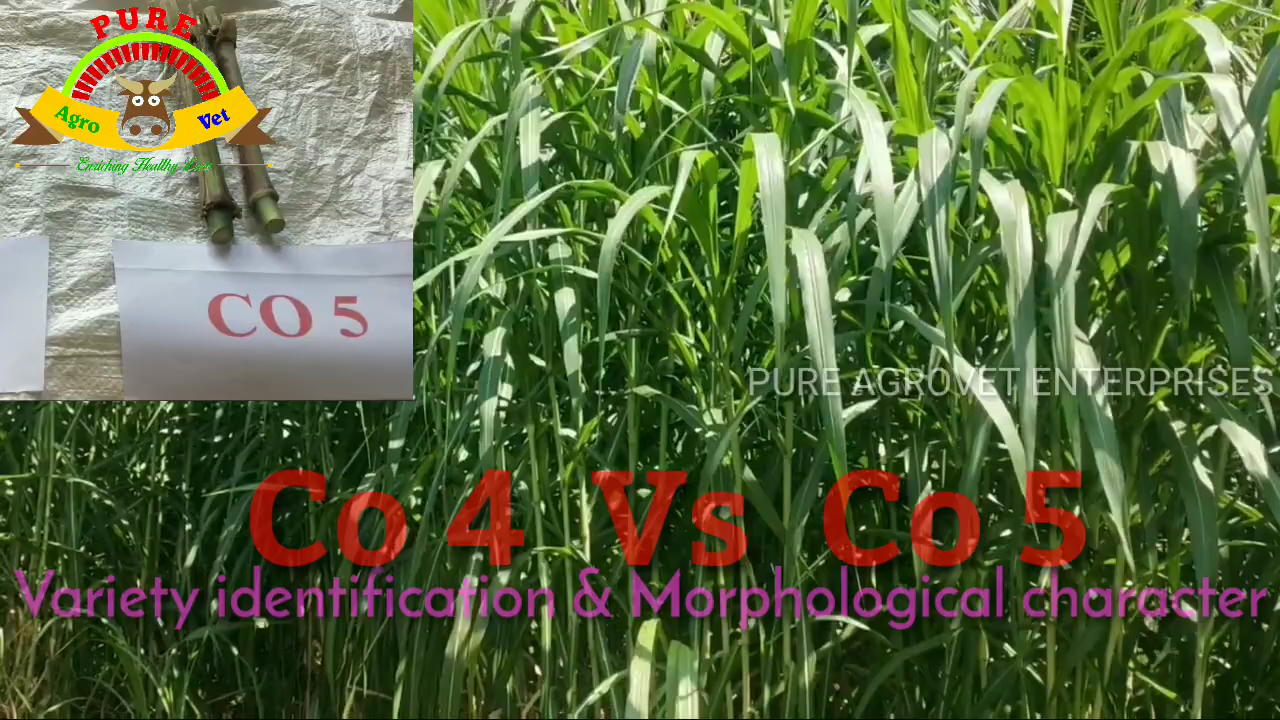 PURE
Agro Vet
Enriching Healthy
CO 5
PURE AGROVET ENTERPRISES
Co 4 Vs Co 5
Variety identification & Morphological character